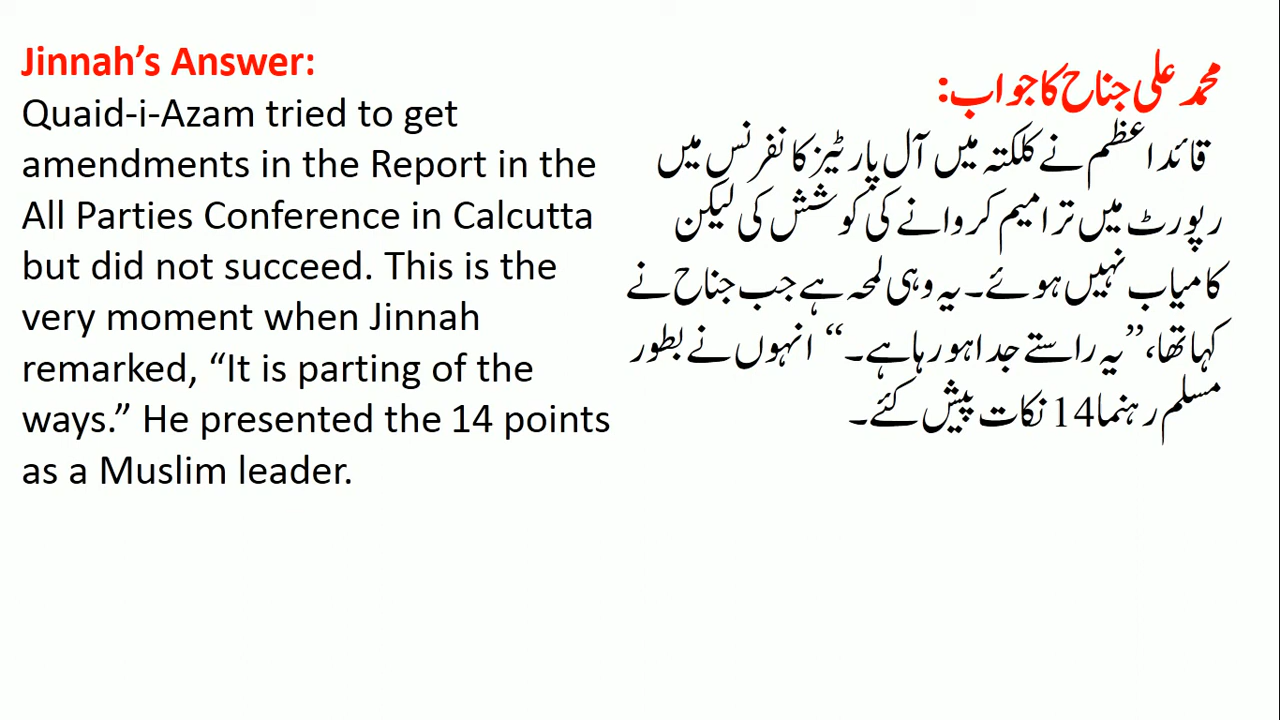 Jinnah’s Answer:
Quaid-i-Azam tried to get
amendments in the Report in the
All Parties Conference in Calcutta
but did not succeed. This is the
very moment when Jinnah
remarked, “It is parting of the
ways.” He presented the 14 points
as a Muslim leader.
محمد علی جناح کا جواب:
قائد اعظم نے کلکتہ میں آل پارٹیز کانفرنس میں
رپورٹ میں ترامیم کروانے کی کوشش کی لیکن
کامیاب نہیں ہوئے۔ یہ وہی لمحہ ہے جب جناح نے
کہا تھا، ”یہ راستے جدا ہو رہا ہے۔“ انہوں نے بطور
مسلم رہنما 14 نکات پیش کئے۔